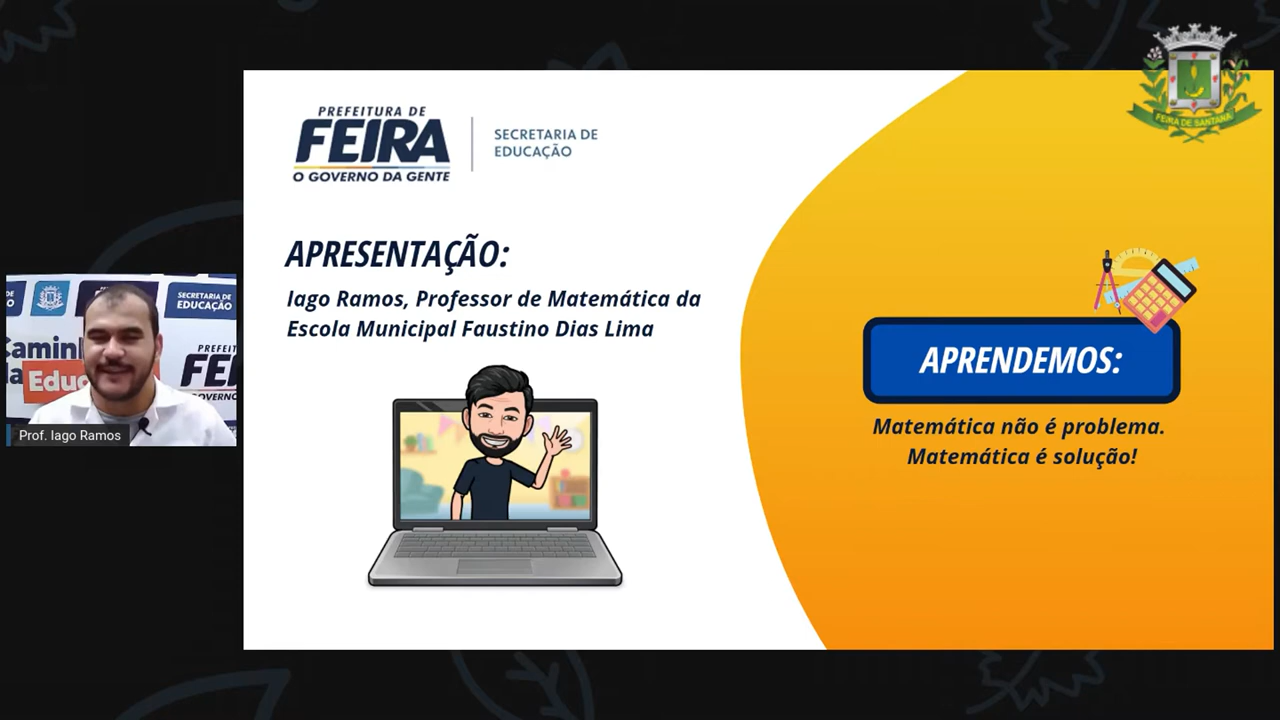 PREFEITURA DE
FEIRA
O GOVERNO DA GENTE
SECRETARIA DE
EDUCAÇÃO
FEIRA DE SANTANA
APRESENTAÇÃO:
Iago Ramos, Professor de Matemática da
Escola Municipal Faustino Dias Lima
APRENDEMOS:
Matemática não é problema.
Matemática é solução!
SECRETARIA DE
EDUCAÇÃO
Prof. Iago Ramos